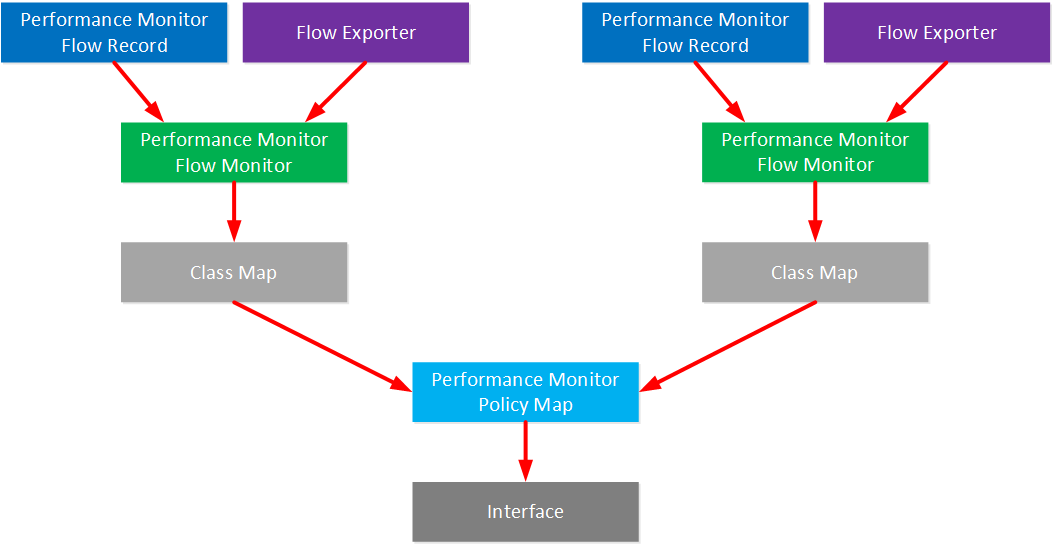 Performance Monitor
Flow Record
Flow Exporter
Performance Monitor
Flow Record
Flow Exporter
Performance Monitor
Flow Monitor
Performance Monitor
Flow Monitor
Class Map
Class Map
Performance Monitor
Policy Map
Interface